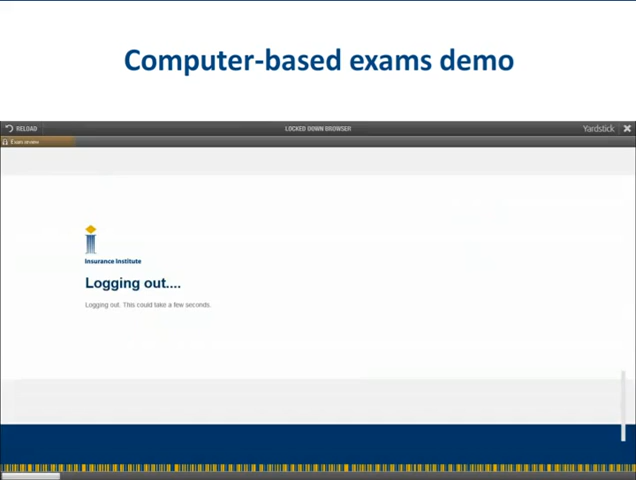 Computer-based exams demo
RELOAD
LOCKED DOWN BROWSER
Yardstick
Exam review
Insurance Institute
Logging out....
Logging out. This could take a few seconds.